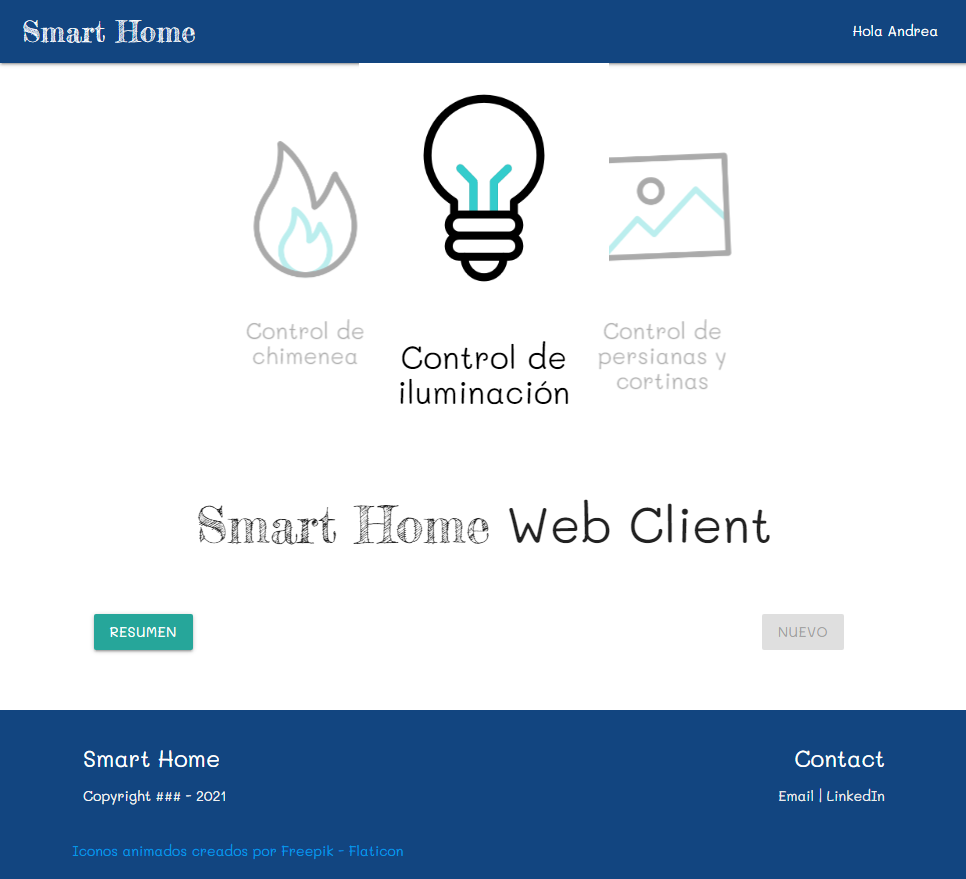 Smart Home
Hola Andrea
Control de
chimenea
Control de
iluminación
Control de
persianas y
cortinas
Smart Home Web Client
RESUMEN
NUEVO
Smart Home
Copyright ### - 2021
Contact
Email | LinkedIn
Iconos animados creados por Freepik - Flaticon